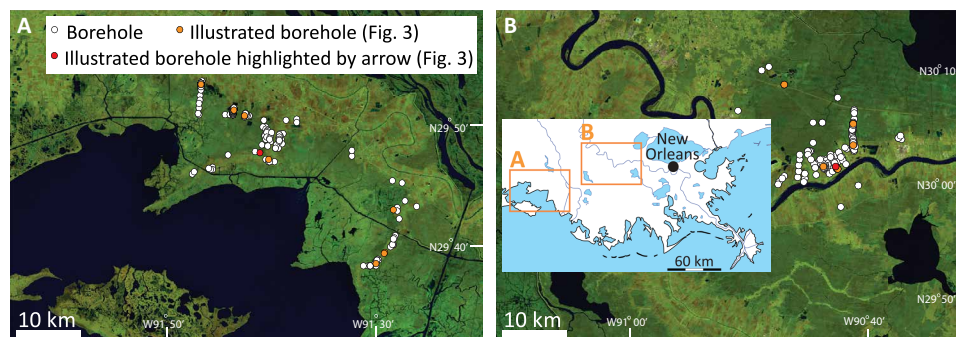 A
Borehole
Illustrated borehole (Fig. 3)
Illustrated borehole highlighted by arrow (Fig. 3)
N29°50’
N29°40’
10 km
W91°50’
W91°30’
B
N30°10’
N30°00’
N29°50’
10 km
W91°00’
W90°40’
A
B
New
Orleans
60 km